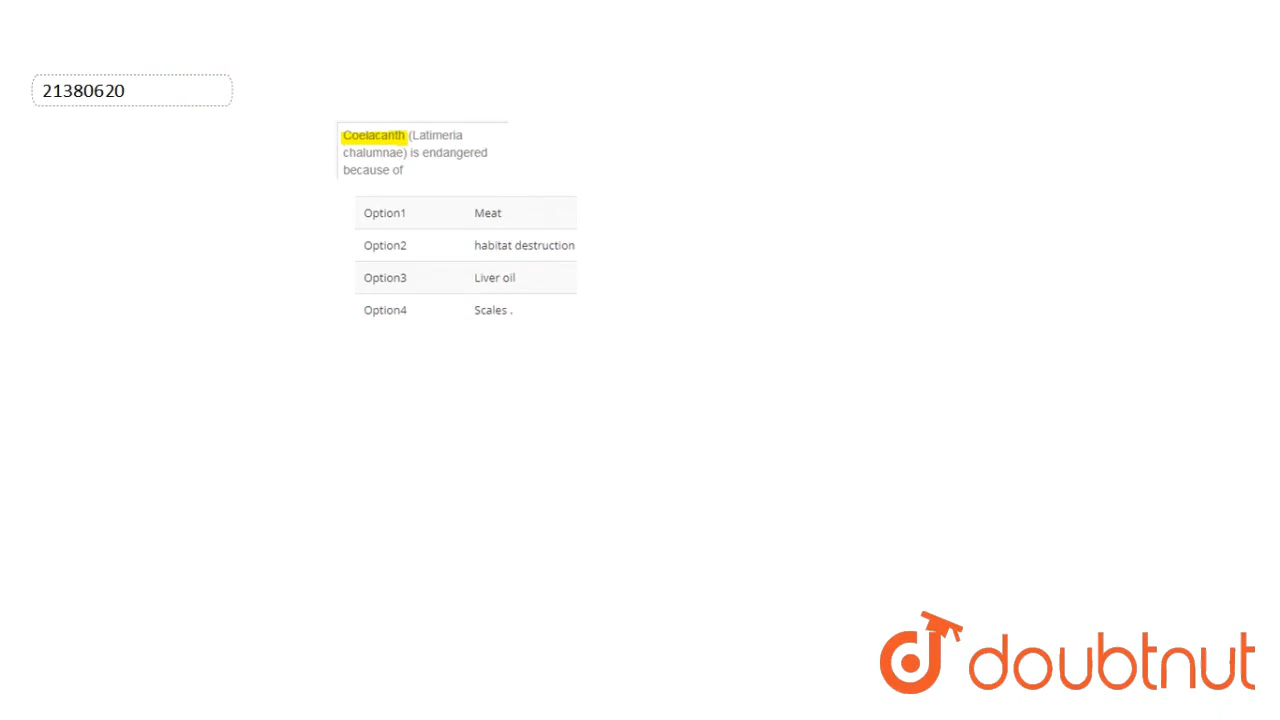 21380620
Coelacanth (Latimeria
chalumnae) is endangered
because of
Option1 Meat
Option2 habitat destruction
Option3 Liver oil
Option4 Scales .
doubtnut